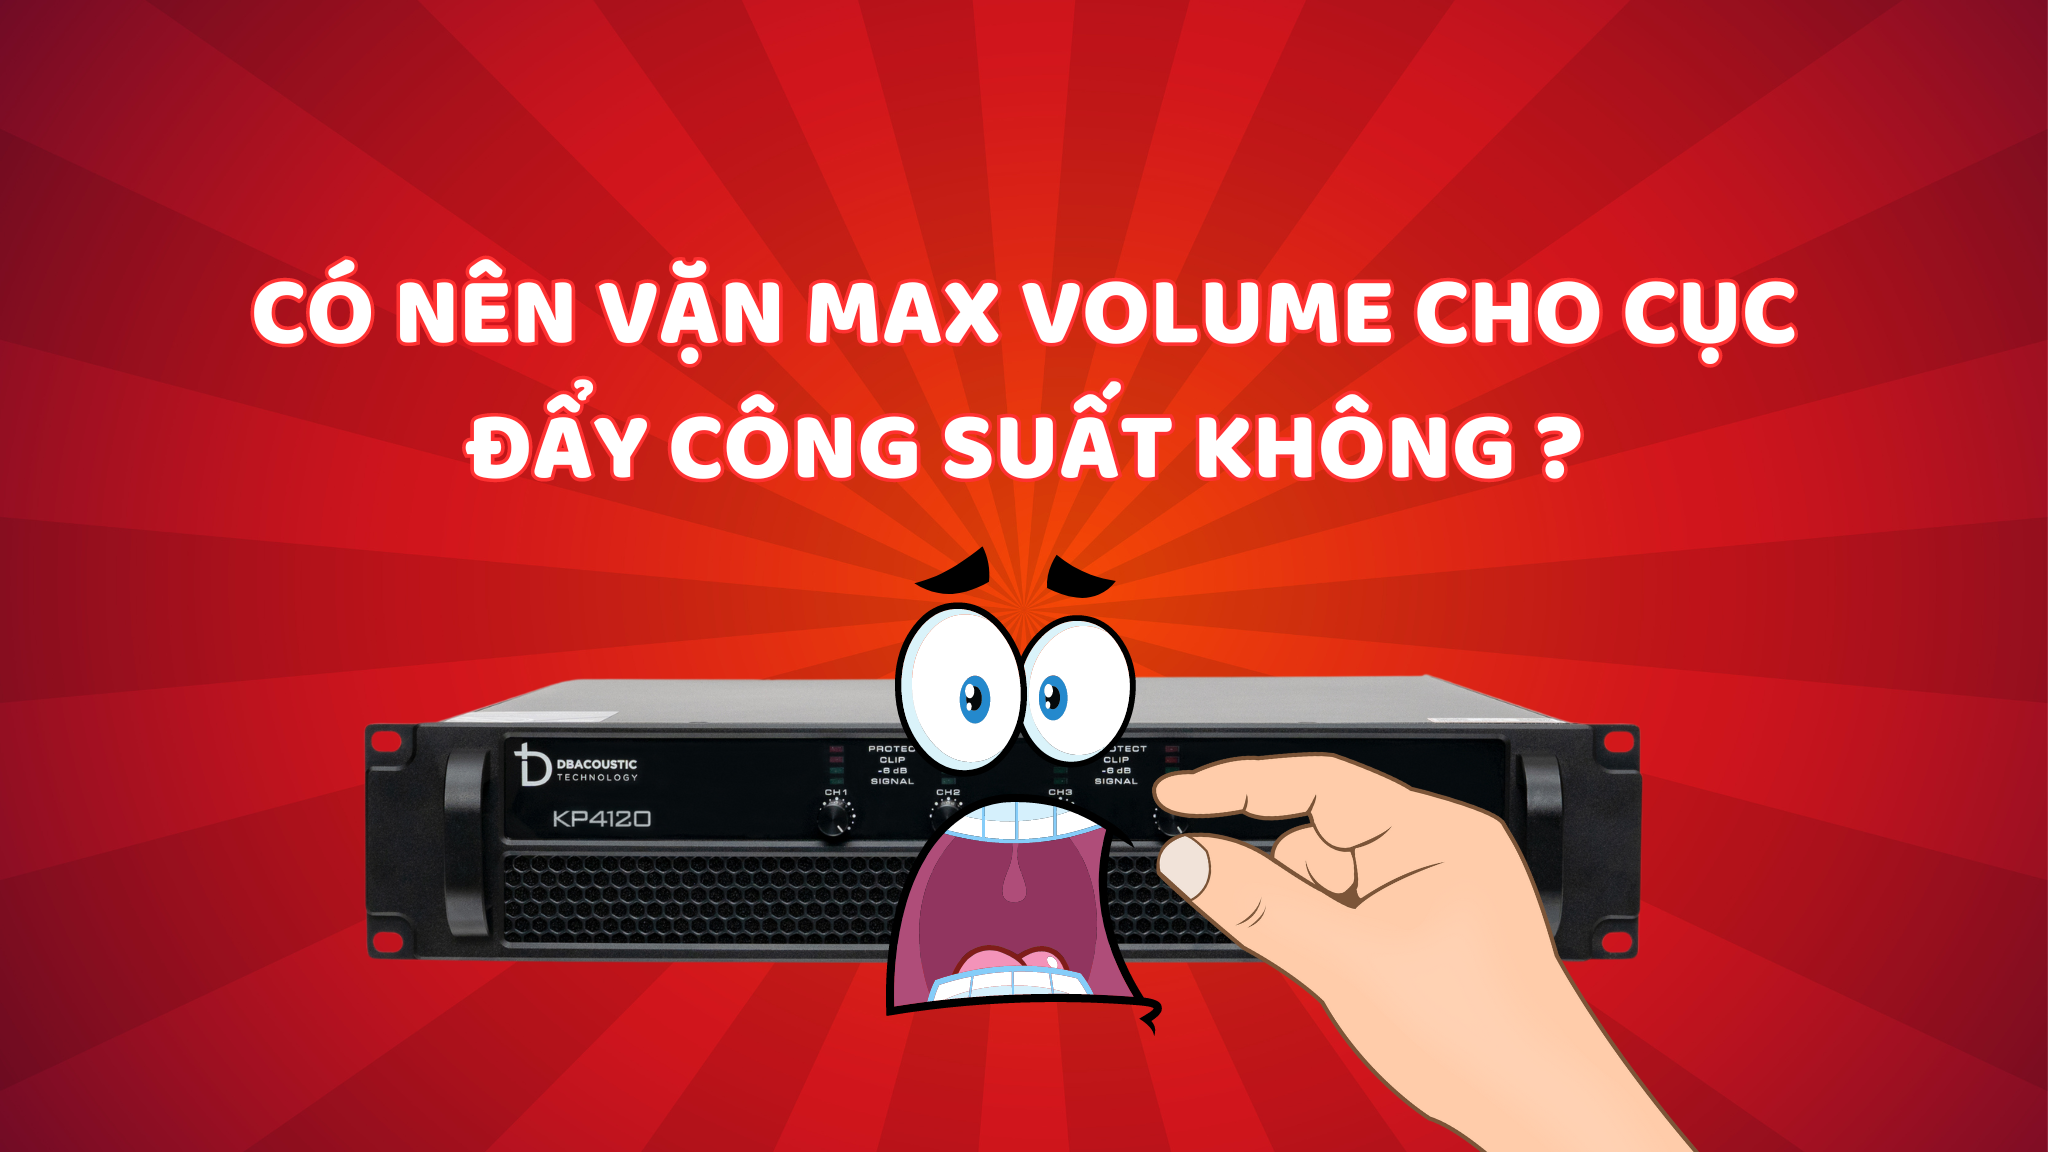 CÓ NÊN VẶN MAX VOLUME CHO CỤC
ĐẨY CÔNG SUẤT KHÔNG ?
DBACOUSTIC
TECHNOLOGY
KP4120
CLIP
-6 dB
SIGNAL
CH1
CH2
CLIP
-6 dB
SIGNAL
CH3